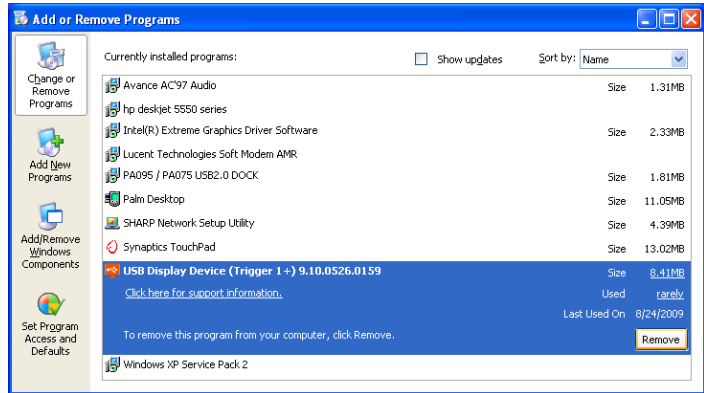 Add or Remove Programs
Change or
Remove
Programs
Add New
Programs
Add/Remove
Windows
Components
Set Program
Access and
Defaults
Currently installed programs:
Show updates
Sort by: Name
Avance AC'97 Audio Size 1.31MB
hp deskjet 5550 series
Intel(R) Extreme Graphics Driver Software Size 2.33MB
Lucent Technologies Soft Modem AMR
PA095 / PA075 USB2.0 DOCK Size 1.81MB
Palm Desktop Size 11.05MB
SHARP Network Setup Utility Size 4.39MB
Synaptics TouchPad Size 13.02MB
USB Display Device (Trigger 1+) 9.10.0526.0159 Size 8.41MB
Click here for support information. Used rarely
Last Used On 8/24/2009
To remove this program from your computer, click Remove. Remove
Windows XP Service Pack 2